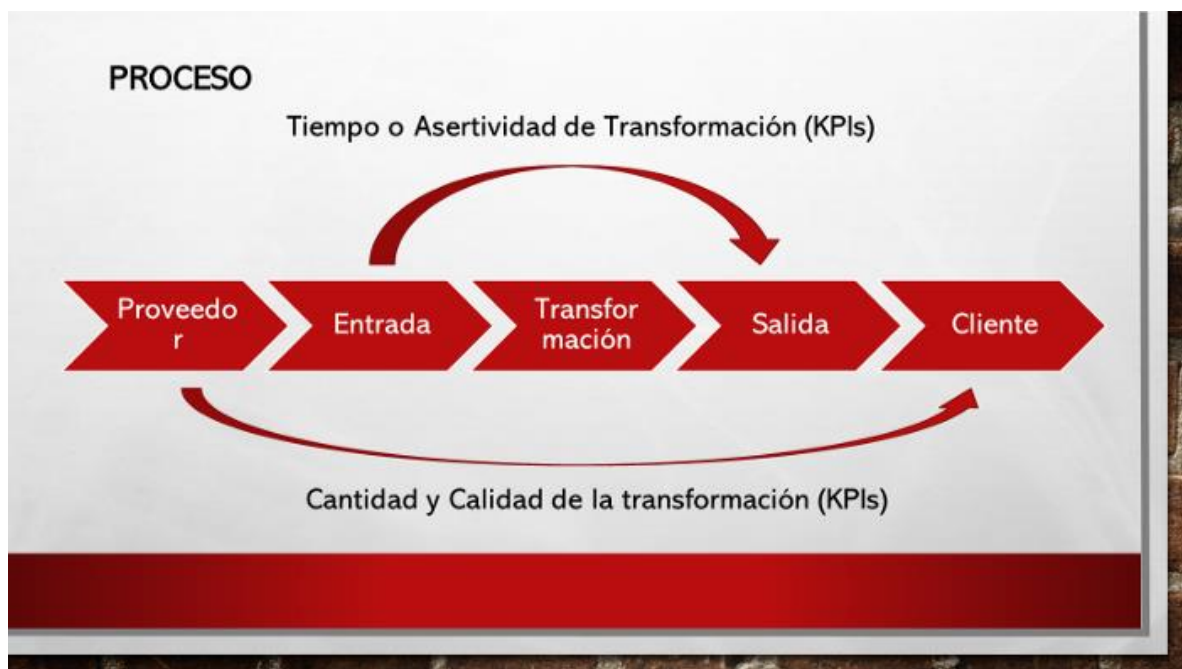 PROCESO
Tiempo o Asertividad de Transformación (KPIs)
Proveedo
r
Entrada
Transfor
mación
Salida
Cliente
Cantidad y Calidad de la transformación (KPIs)